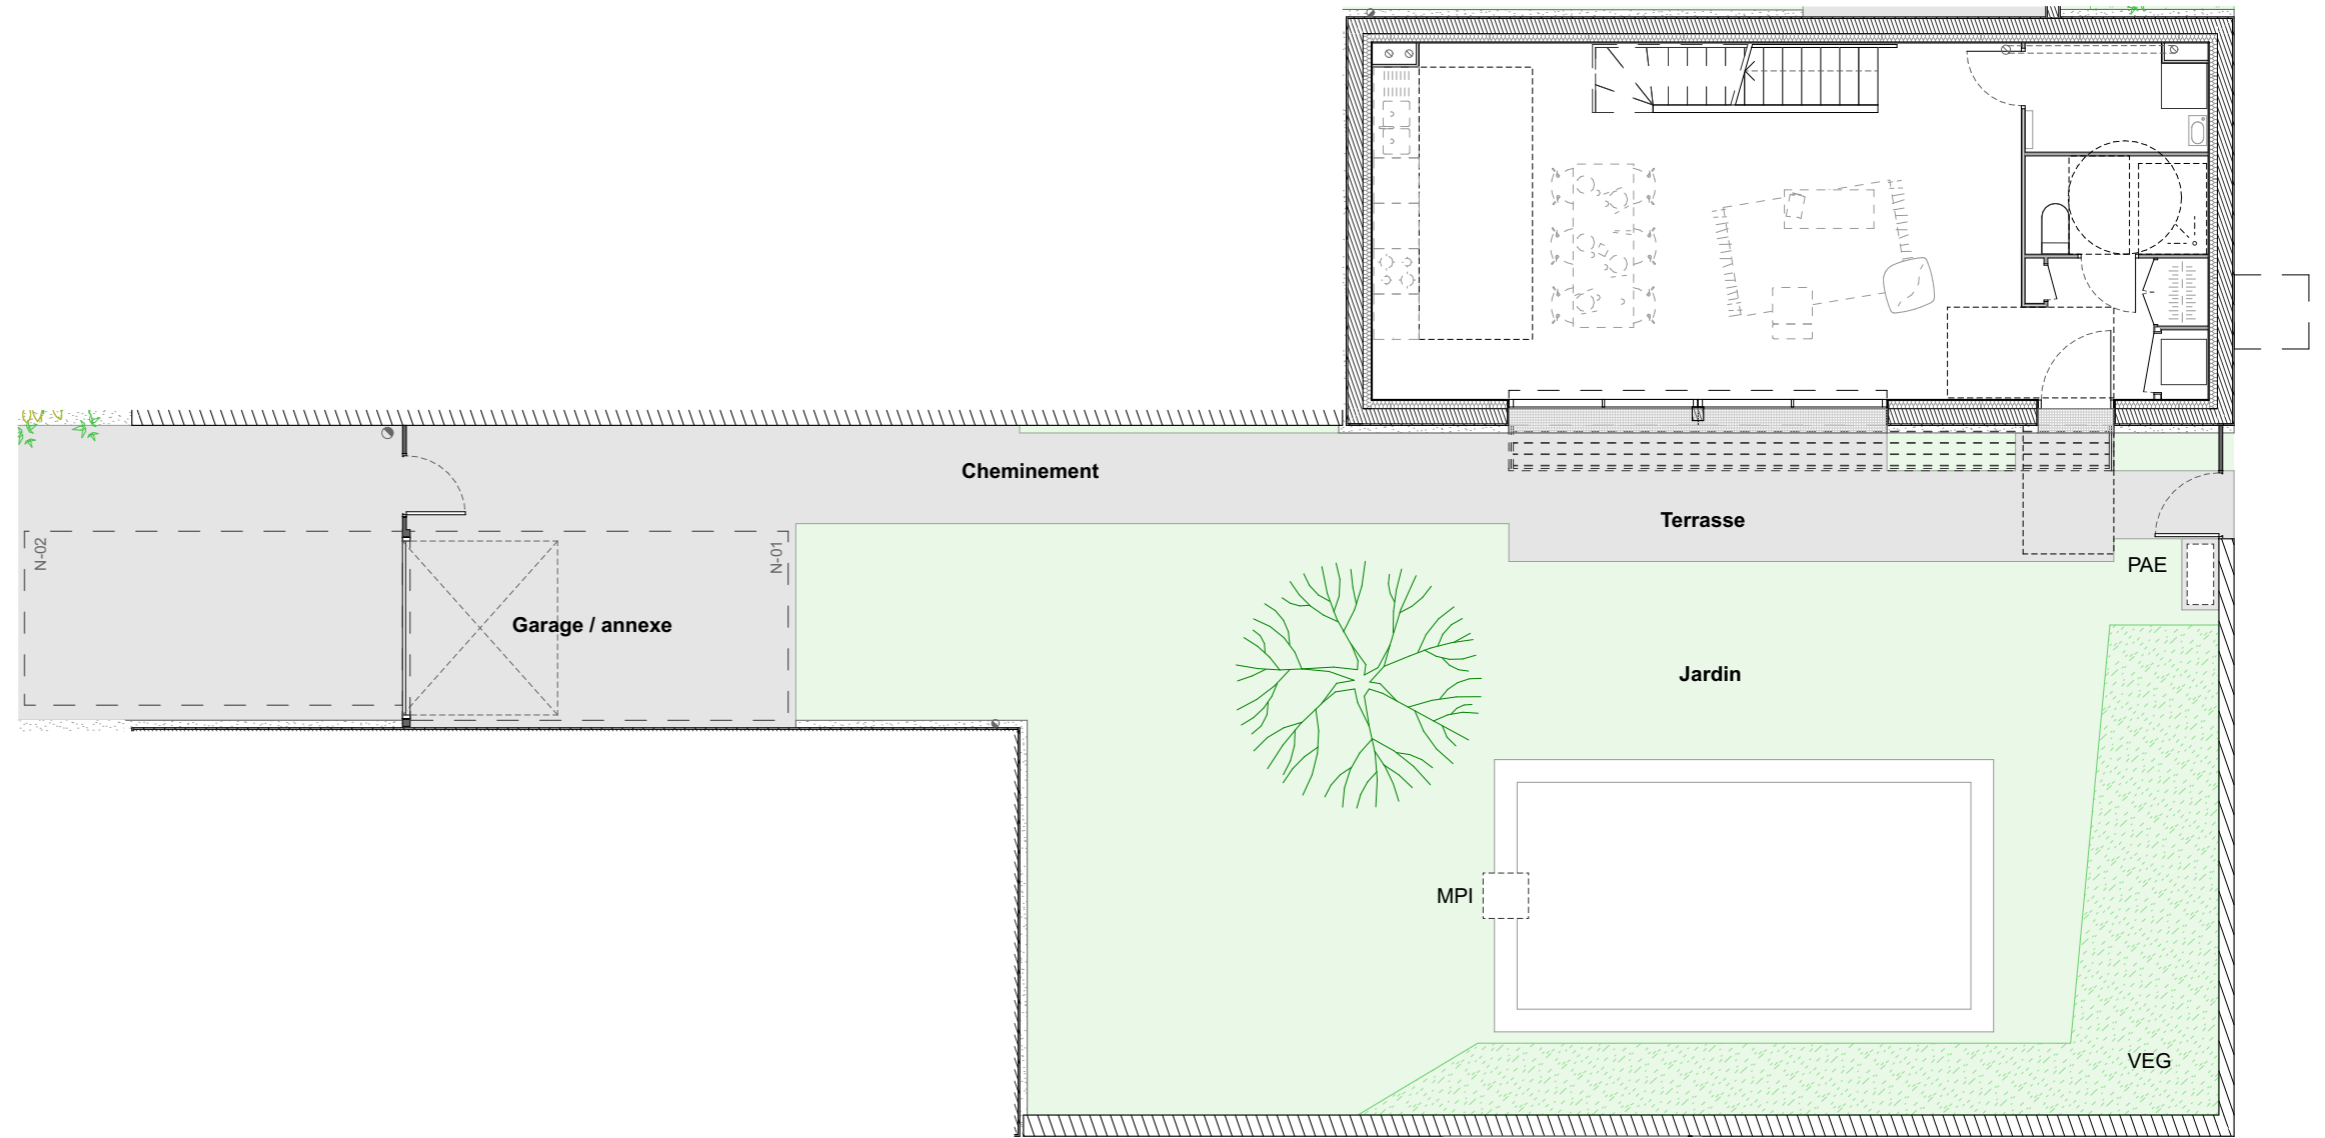 Cheminement
Terrasse
N-02
N-01
PAE
Garage / annexe
Jardin
MPI
VEG